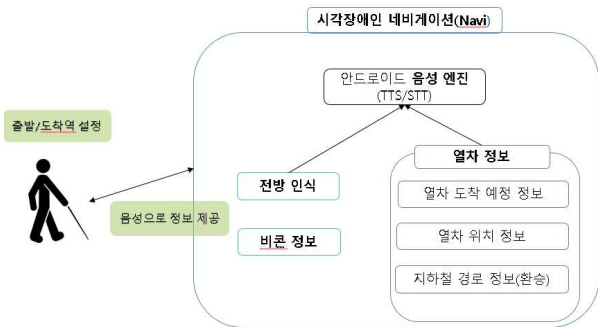 시각장애인 네비게이션(Navi)
안드로이드 음성 엔진
(TTS/STT)
출발/도착역 설정
열차 정보
전방 인식
열차 도착 예정 정보
음성으로 정보 제공
비콘 정보
열차 위치 정보
지하철 경로 정보(환승)